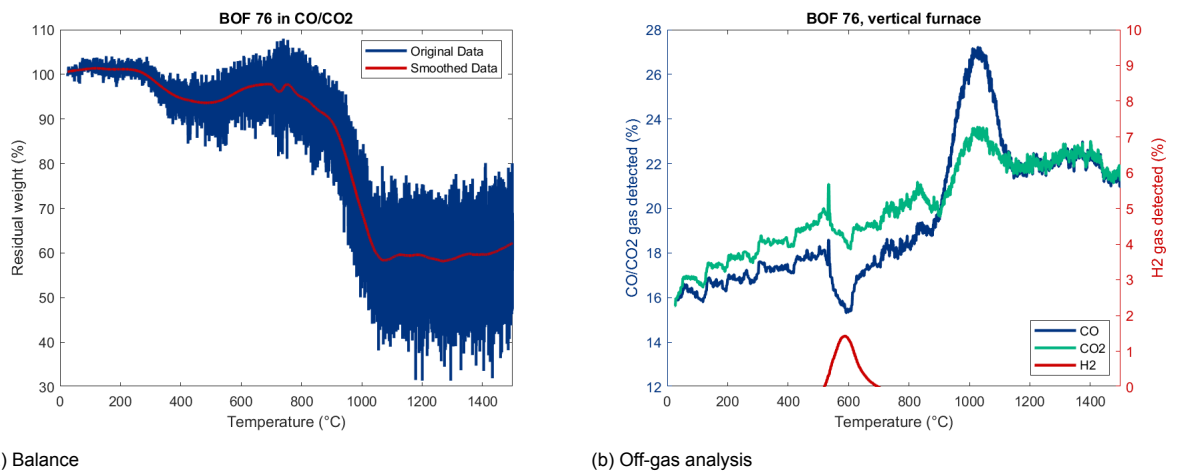 BOF 76 in CO/CO2
110
100
90
80
70
60
50
40
30
Residual weight (%)
Original Data
Smoothed Data
0 200 400 600 800 1000 1200 1400
Temperature (°C)
) Balance
BOF 76, vertical furnace
28
26
24
22
20
18
16
14
12
CO/CO2 gas detected (%)
10
9
8
7
6
5
4
3
2
1
0
H2 gas detected (%)
CO
CO2
H2
0 200 400 600 800 1000 1200 1400
Temperature (°C)
(b) Off-gas analysis